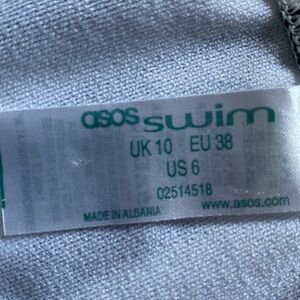 asos swim
UK 10 EU 38
US 6
02514518
MADE IN ALBANIA www.asos.com